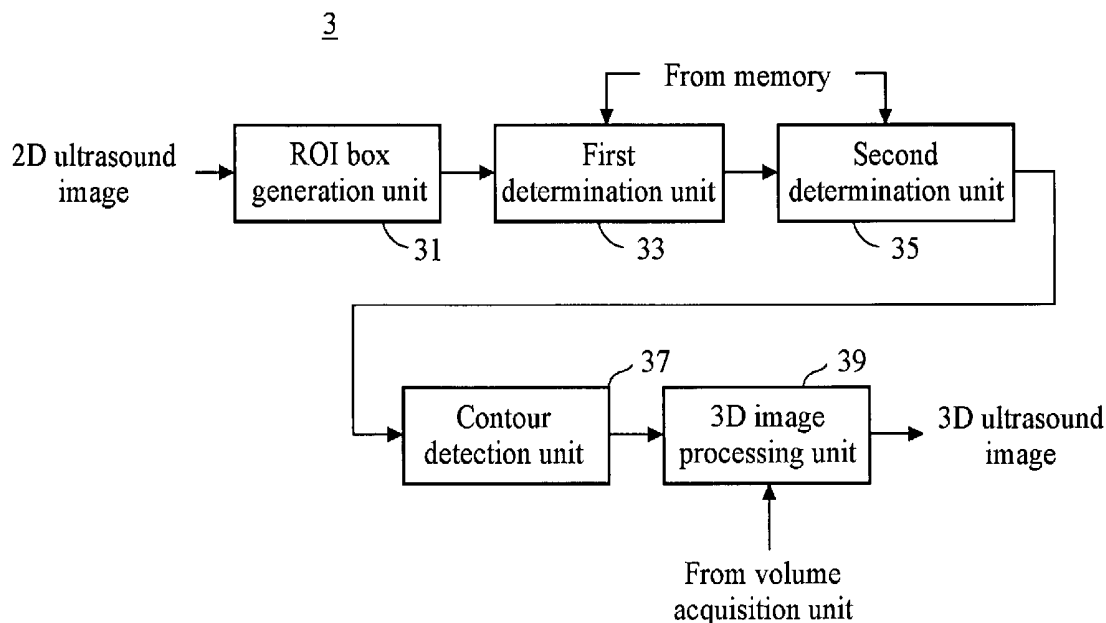 3
From memory
2D ultrasound
image
ROI box
generation unit
First
determination unit
Second
determination unit
31
33
35
37
39
Contour
detection unit
3D image
processing unit
3D ultrasound
image
From volume
acquisition unit